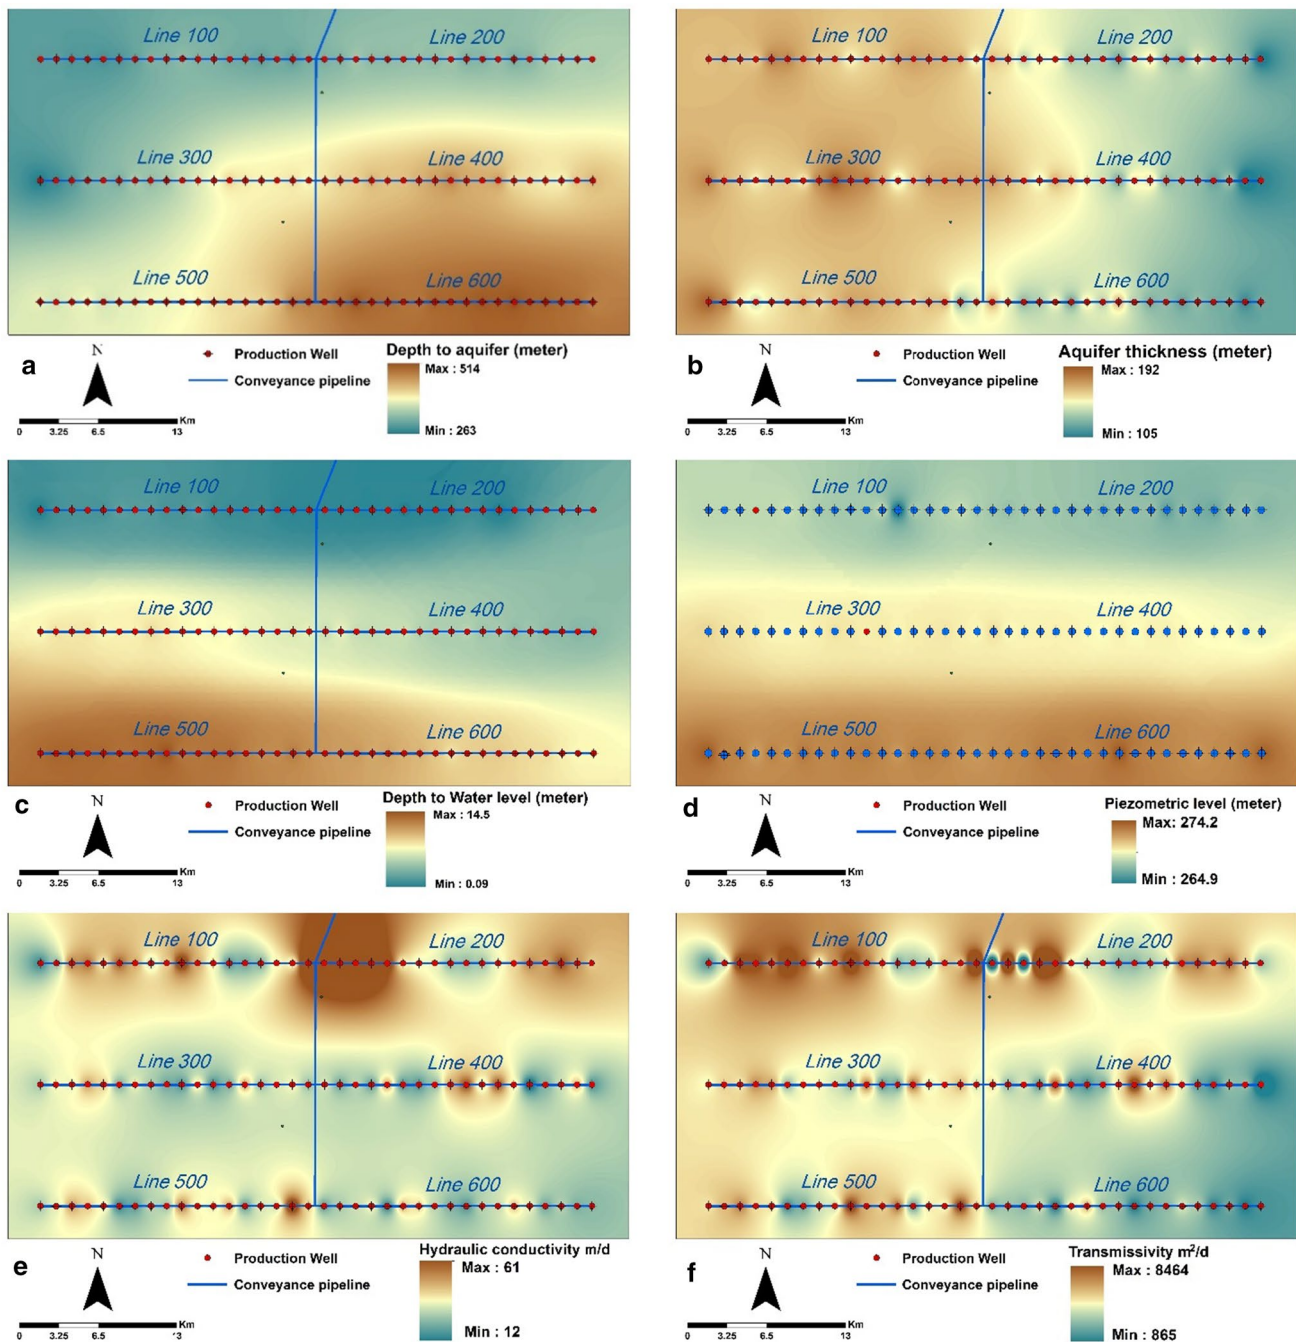 Line 100
Line 200
Line 300
Line 400
Line 500
Line 600
a
N
Production Well
Conveyance pipeline
Depth to aquifer (meter)
Max : 514
Min : 263
Km
0 3.25 6.5 13
Line 100
Line 200
Line 300
Line 400
Line 500
Line 600
b
N
Production Well
Conveyance pipeline
Aquifer thickness (meter)
Max : 192
Min : 105
Km
0 3.25 6.5 13
Line 100
Line 200
Line 300
Line 400
Line 500
Line 600
c
N
Production Well
Conveyance pipeline
Depth to Water level (meter)
Max : 14.5
Min : 0.09
Km
0 3.25 6.5 13
Line 100
Line 200
Line 300
Line 400
Line 500
Line 600
d
N
Production Well
Conveyance pipeline
Piezometric level (meter)
Max: 274.2
Min : 264.9
Km
0 3.25 6.5 13
Line 100
Line 200
Line 300
Line 400
Line 500
Line 600
e
N
Production Well
Conveyance pipeline
Hydraulic conductivity m/d
Max : 61
Min : 12
Km
0 3.25 6.5 13
Line 100
Line 200
Line 300
Line 400
Line 500
Line 600
f
N
Production Well
Conveyance pipeline
Transmissivity m²/d
Max : 8464
Min : 865
Km
0 3.25 6.5 13